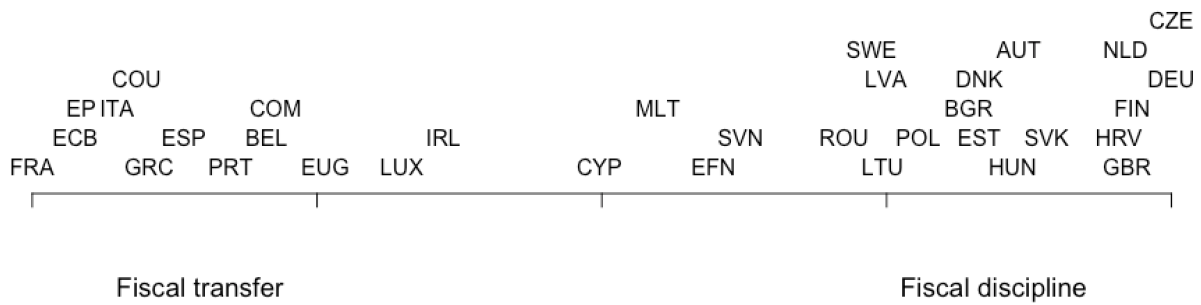 CZE
SWE AUT NLD
COU LVA DNK DEU
EP ITA COM MLT BGR FIN
ECB ESP BEL IRL SVN ROU POL EST SVK HRV
FRA GRC PRT EUG LUX CYP EFN LTU HUN GBR
Fiscal transfer Fiscal discipline